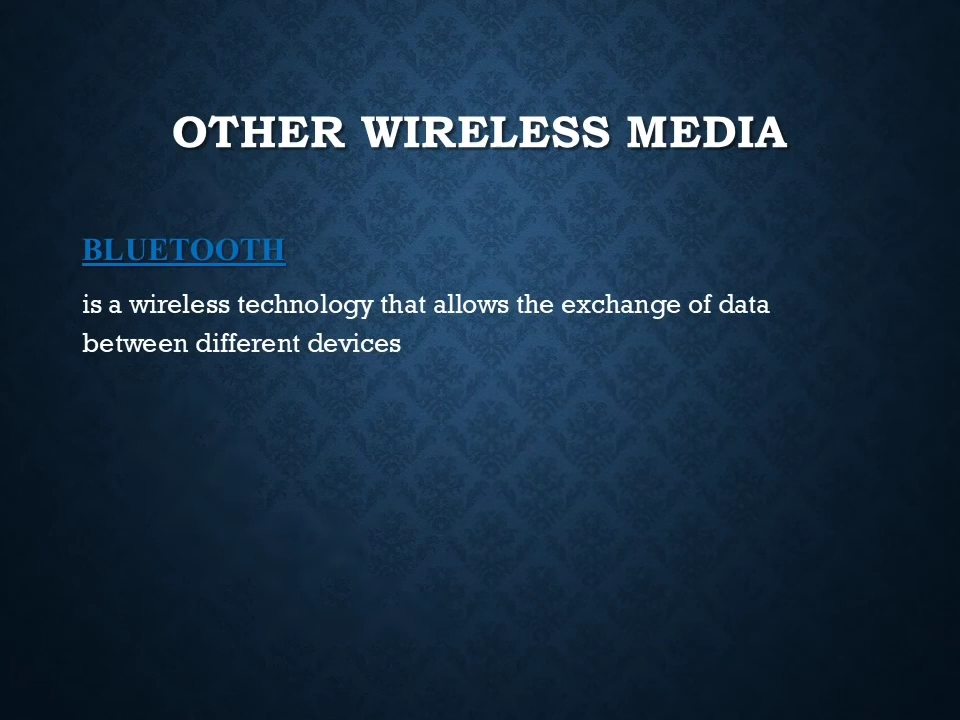 OTHER WIRELESS MEDIA
BLUETOOTH
is a wireless technology that allows the exchange of data
between different devices